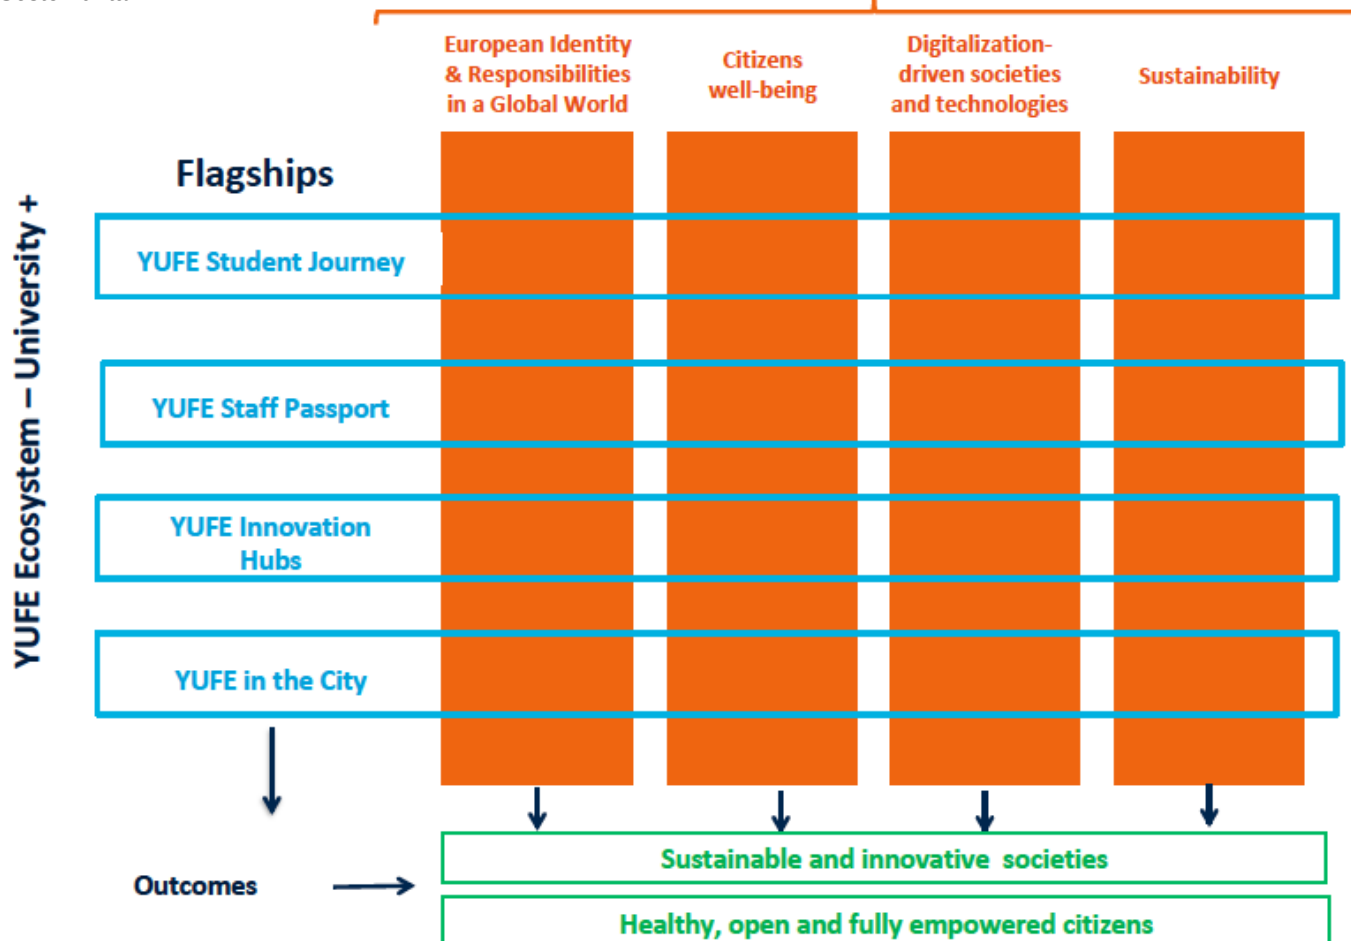 European Identity
& Responsibilities
in a Global World
Citizens
well-being
Digitalization-
driven societies
and technologies
Sustainability
Flagships
YUFE Ecosystem – University +
YUFE Student Journey
YUFE Staff Passport
YUFE Innovation
Hubs
YUFE in the City
Outcomes
Sustainable and innovative societies
Healthy, open and fully empowered citizens